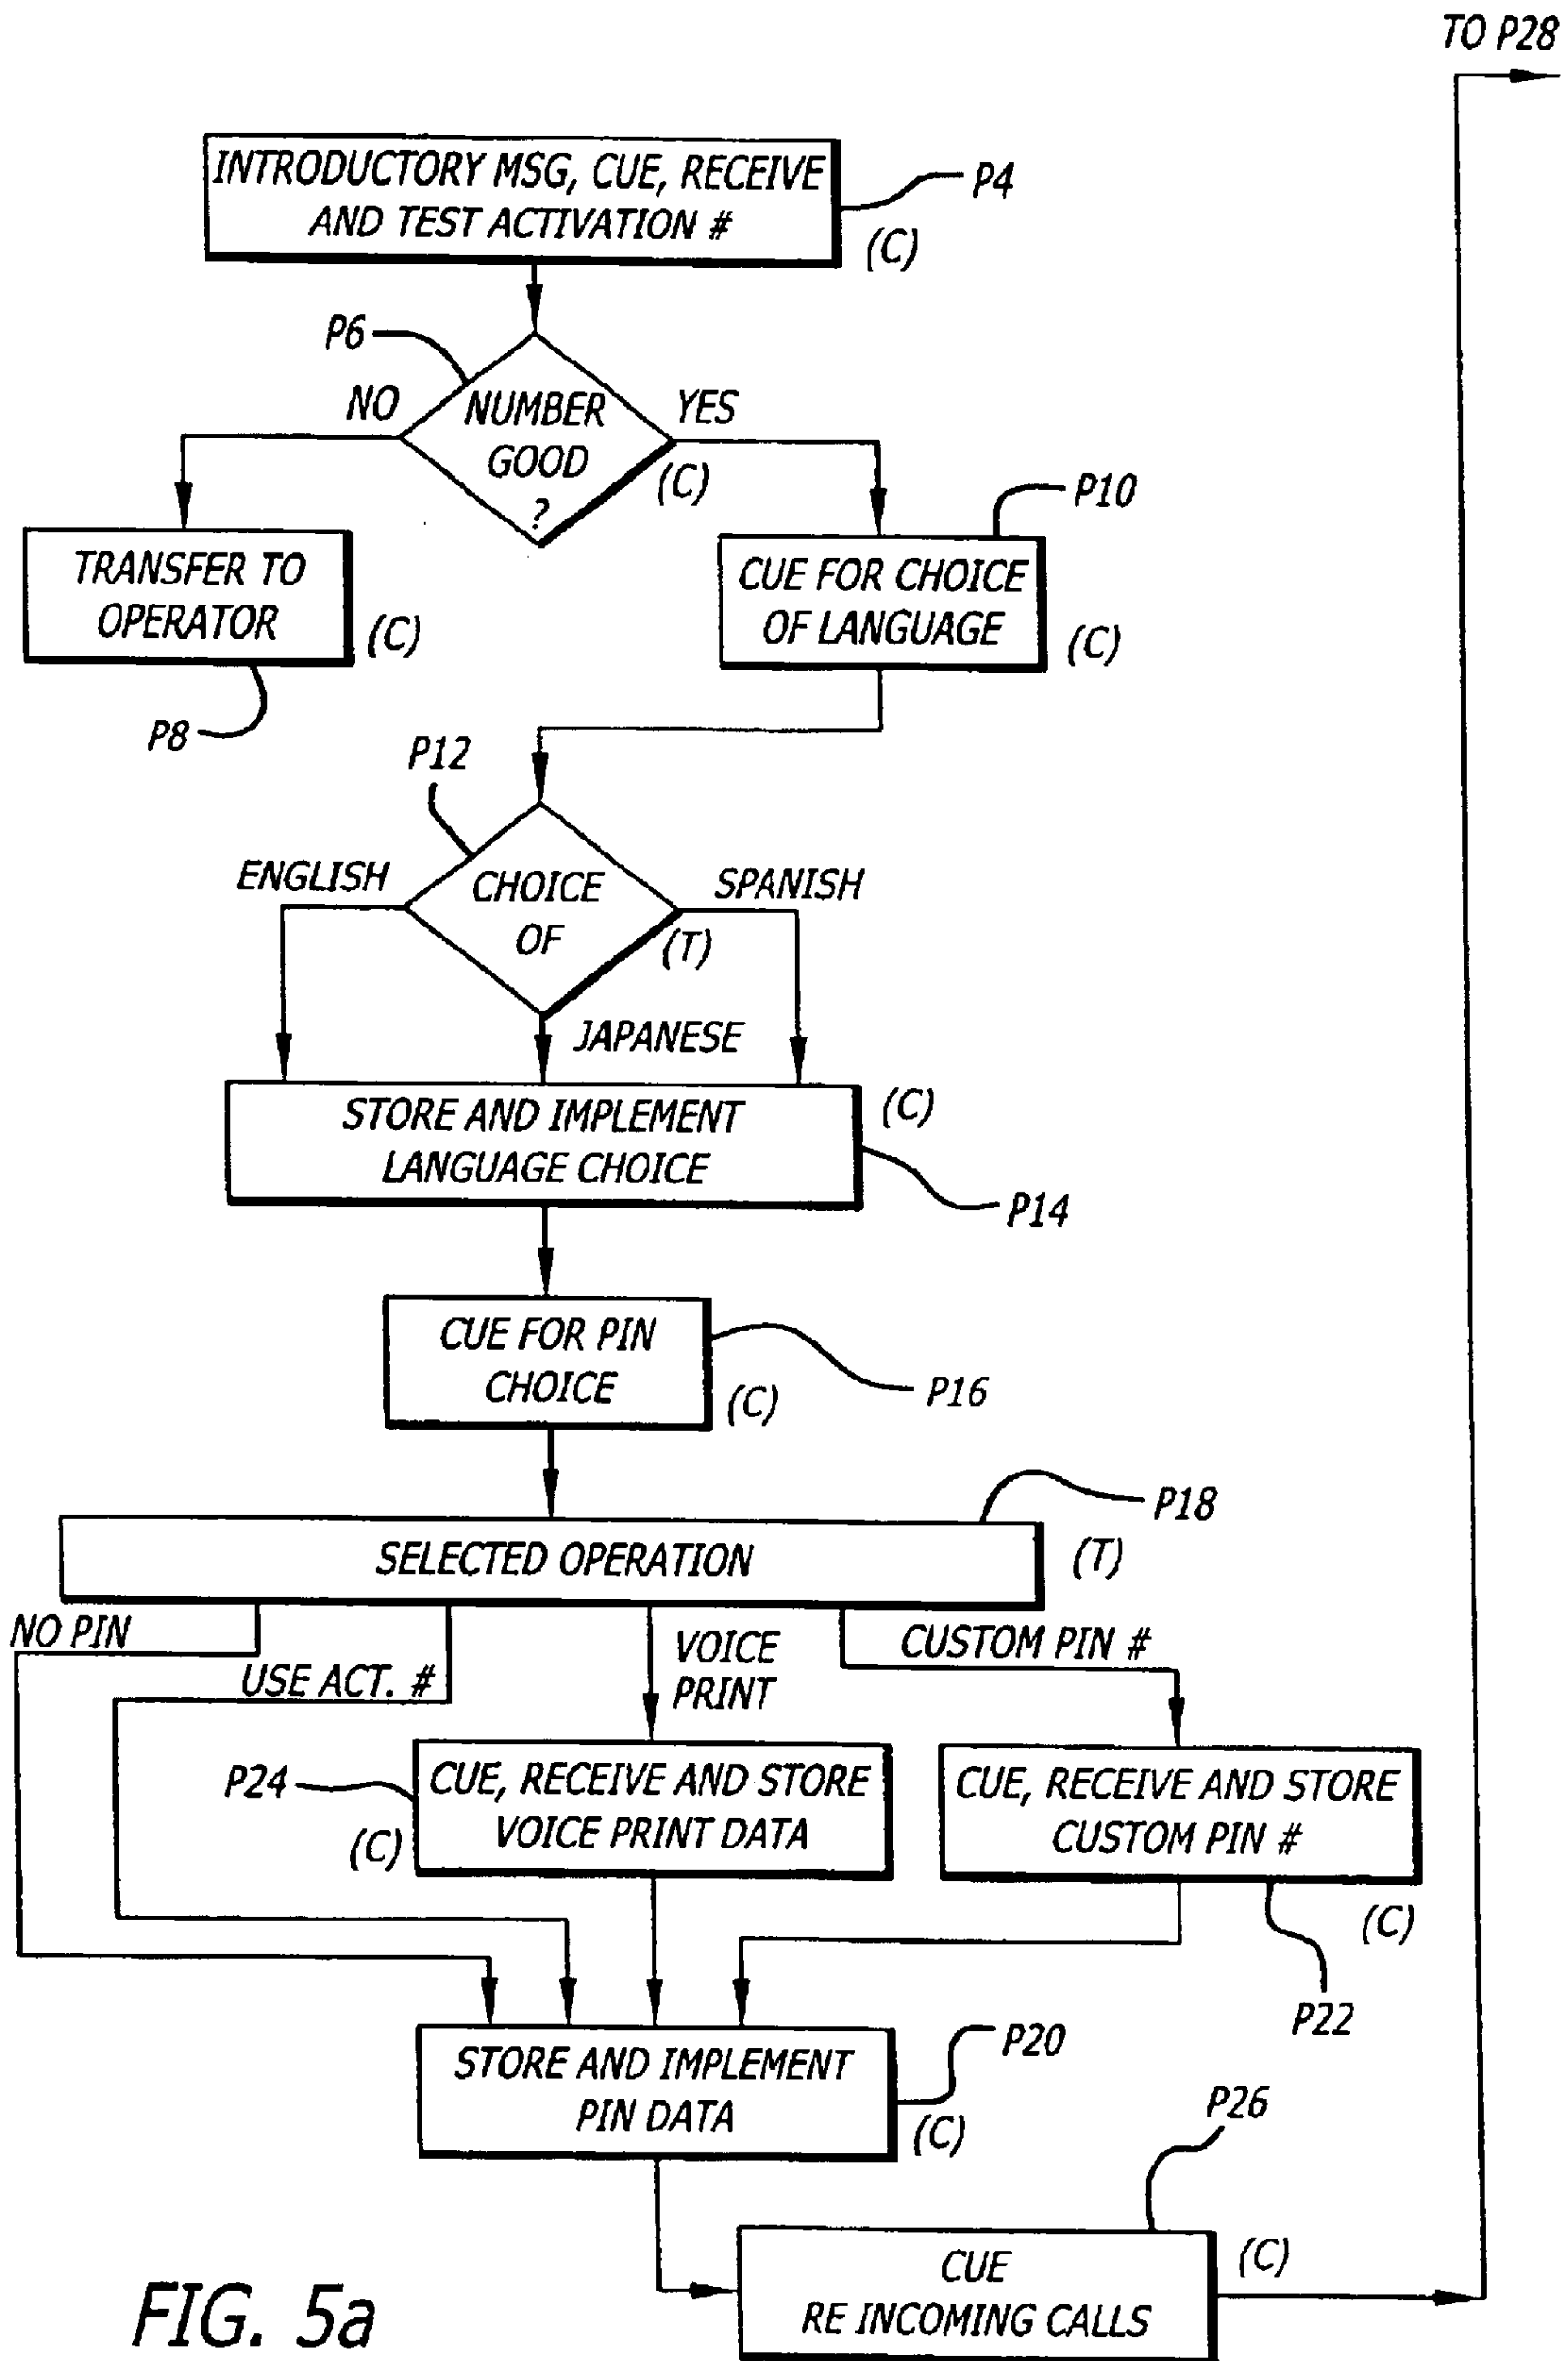 TO P28
INTRODUCTORY MSG, CUE, RECEIVE
AND TEST ACTIVATION #
P4
(C)
P6
NO
NUMBER
GOOD
?
YES
(C)
P10
TRANSFER TO
OPERATOR
(C)
CUE FOR CHOICE
OF LANGUAGE
(C)
P8
P12
ENGLISH
CHOICE
OF
SPANISH
(T)
JAPANESE
STORE AND IMPLEMENT
LANGUAGE CHOICE
(C)
P14
CUE FOR PIN
CHOICE
(C)
P16
P18
SELECTED OPERATION
(T)
NO PIN
USE ACT. #
VOICE
PRINT
CUSTOM PIN #
P24
CUE, RECEIVE AND STORE
VOICE PRINT DATA
(C)
CUE, RECEIVE AND STORE
CUSTOM PIN #
(C)
P22
STORE AND IMPLEMENT
PIN DATA
P20
(C)
P26
CUE
RE INCOMING CALLS
(C)
FIG. 5a